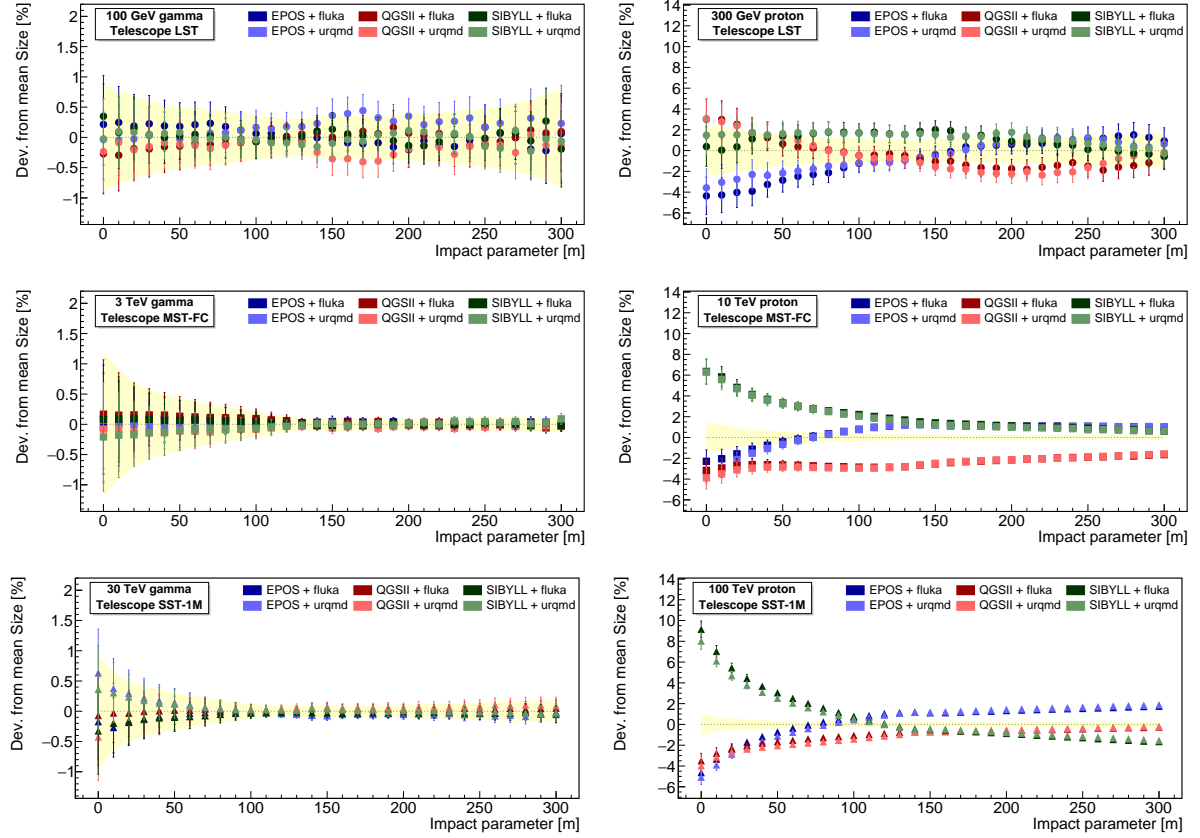 100 GeV gamma
Telescope LST
EPOS + fluka QGSII + fluka SIBYLL + fluka
EPOS + urqmd QGSII + urqmd SIBYLL + urqmd
Dev. from mean Size [%]
2
1.5
1
0.5
0
−0.5
−1
0 50 100 150 200 250 300
Impact parameter [m]
300 GeV proton
Telescope LST
EPOS + fluka QGSII + fluka SIBYLL + fluka
EPOS + urqmd QGSII + urqmd SIBYLL + urqmd
Dev. from mean Size [%]
14
12
10
8
6
4
2
0
−2
−4
−6
0 50 100 150 200 250 300
Impact parameter [m]
3 TeV gamma
Telescope MST-FC
EPOS + fluka QGSII + fluka SIBYLL + fluka
EPOS + urqmd QGSII + urqmd SIBYLL + urqmd
Dev. from mean Size [%]
2
1.5
1
0.5
0
−0.5
−1
0 50 100 150 200 250 300
Impact parameter [m]
10 TeV proton
Telescope MST-FC
EPOS + fluka QGSII + fluka SIBYLL + fluka
EPOS + urqmd QGSII + urqmd SIBYLL + urqmd
Dev. from mean Size [%]
14
12
10
8
6
4
2
0
−2
−4
−6
0 50 100 150 200 250 300
Impact parameter [m]
30 TeV gamma
Telescope SST-1M
EPOS + fluka QGSII + fluka SIBYLL + fluka
EPOS + urqmd QGSII + urqmd SIBYLL + urqmd
Dev. from mean Size [%]
2
1.5
1
0.5
0
−0.5
−1
0 50 100 150 200 250 300
Impact parameter [m]
100 TeV proton
Telescope SST-1M
EPOS + fluka QGSII + fluka SIBYLL + fluka
EPOS + urqmd QGSII + urqmd SIBYLL + urqmd
Dev. from mean Size [%]
14
12
10
8
6
4
2
0
−2
−4
−6
0 50 100 150 200 250 300
Impact parameter [m]